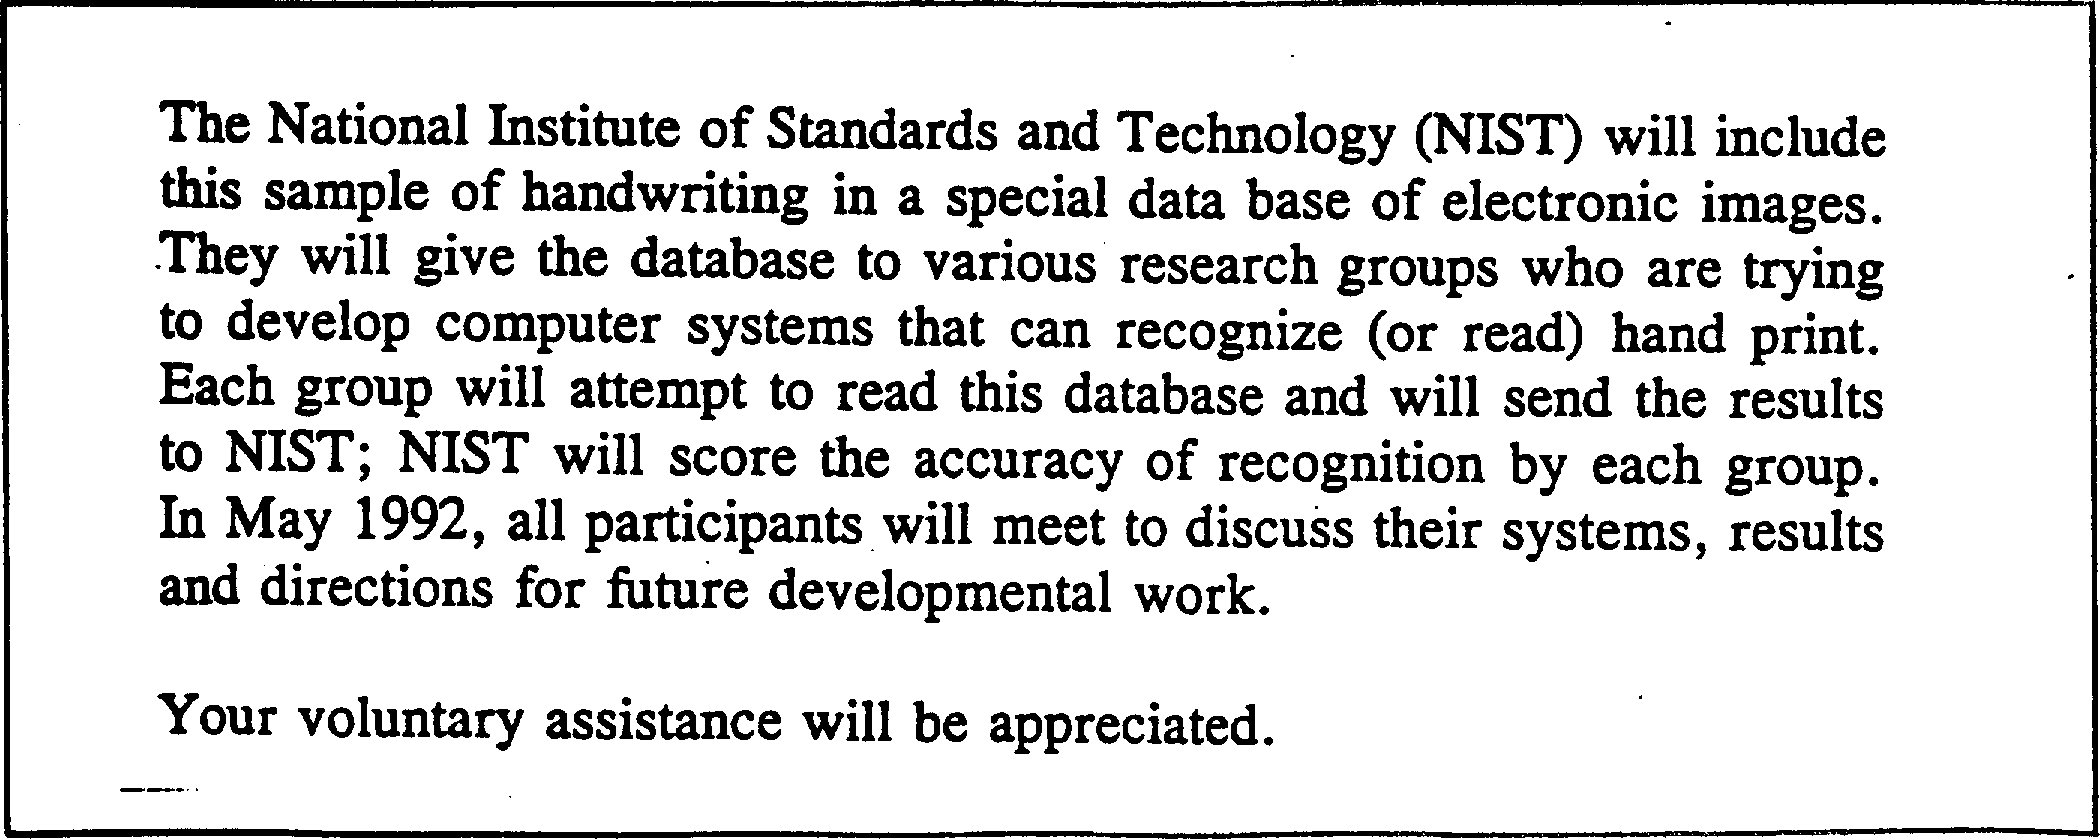 The National Institute of Standards and Technology (NIST) will include
this sample of handwriting in a special data base of electronic images.
They will give the database to various research groups who are trying
to develop computer systems that can recognize (or read) hand print.
Each group will attempt to read this database and will send the results
to NIST; NIST will score the accuracy of recognition by each group.
In May 1992, all participants will meet to discuss their systems, results
and directions for future developmental work.

Your voluntary assistance will be appreciated.